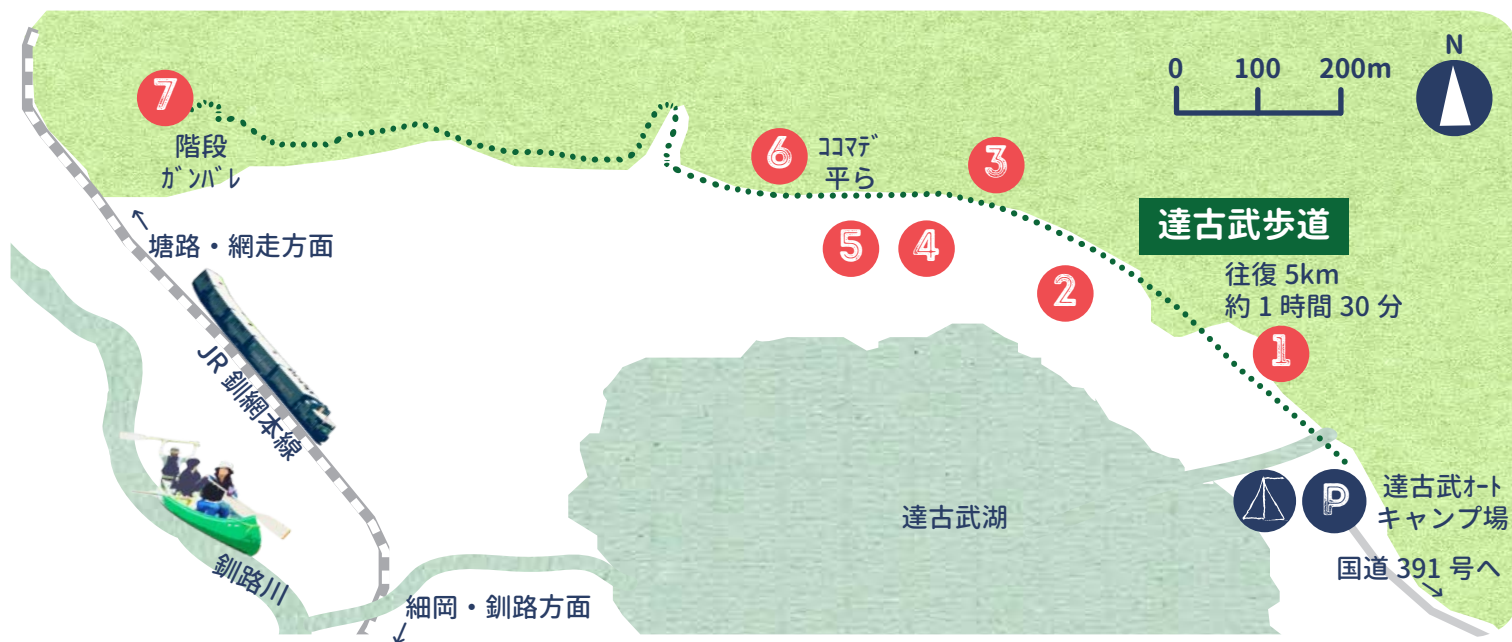 N
0 100 200m
7
階段
ｶﾞﾝﾊﾞﾚ
6
ｺｺﾏﾃﾞ
平ら
3
達古武歩道
往復 5km
約 1 時間 30 分
↑
塘路・網走方面
5
4
2
1
JR 釧網本線
達古武湖
P
達古武ｵｰﾄ
キャンプ場
国道 391 号へ
釧路川
細岡・釧路方面